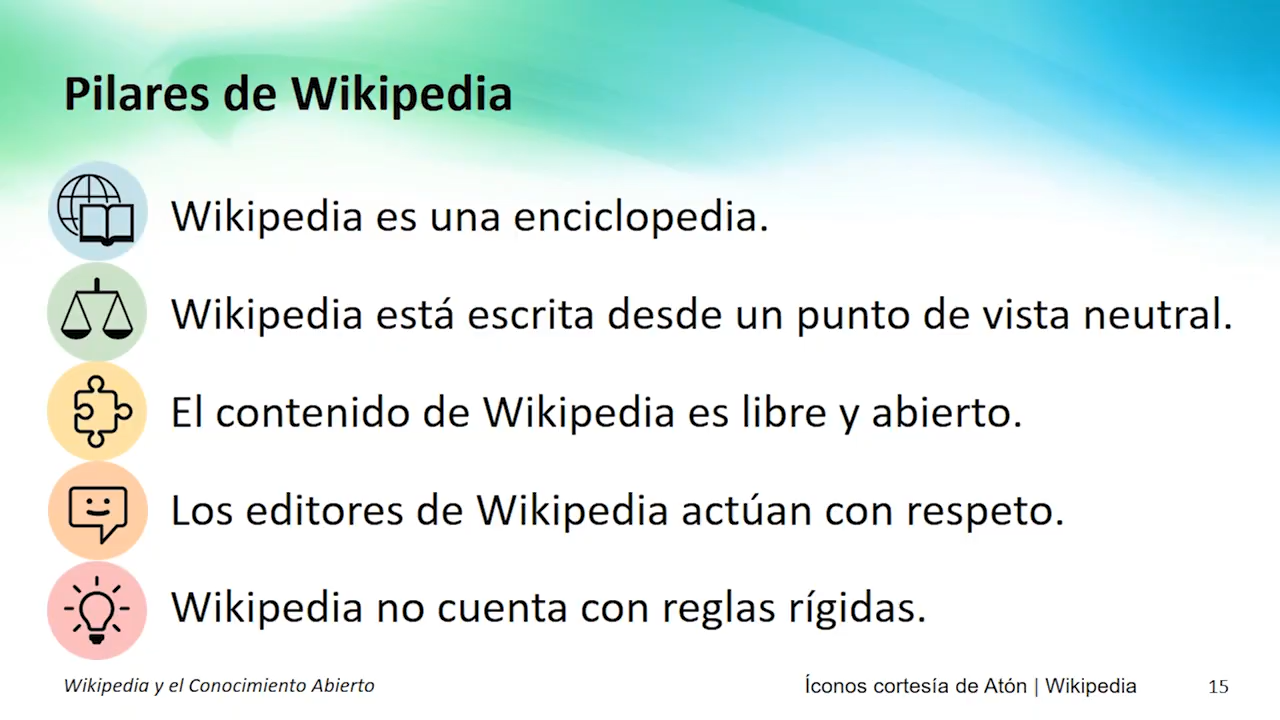 Pilares de Wikipedia
Wikipedia es una enciclopedia.
Wikipedia está escrita desde un punto de vista neutral.
El contenido de Wikipedia es libre y abierto.
Los editores de Wikipedia actúan con respeto.
Wikipedia no cuenta con reglas rígidas.
Wikipedia y el Conocimiento Abierto
Íconos cortesía de Atón | Wikipedia
15